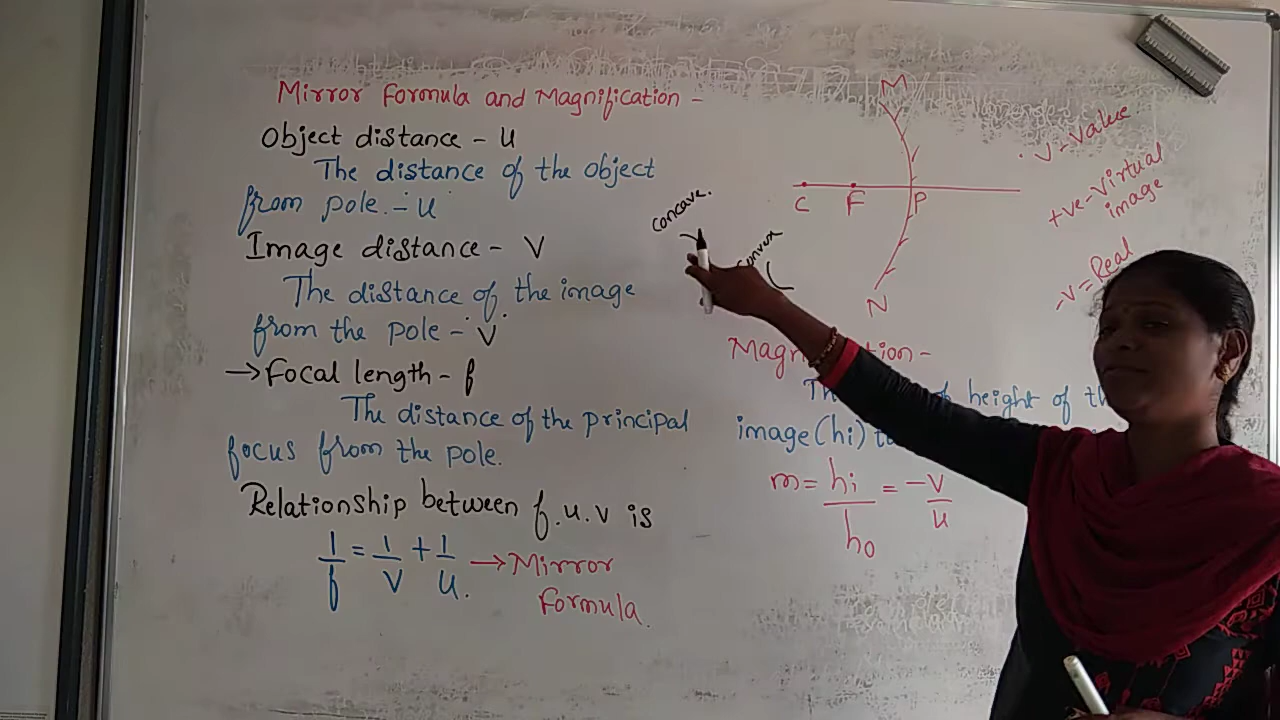 Mirror Formula and Magnification -
Object distance - u
The distance of the object
from pole. - u
Image distance - v
The distance of the image
from the pole - v
→ Focal length - f
The distance of the principal
focus from the pole.
Relationship between f. u. v is
1/f = 1/v + 1/u. → Mirror
Formula.
concave.
M
C F P
N
v - value
+ve - virtual
image
-v = Real
height of
image (hi)
m = hi/ho = -v/u